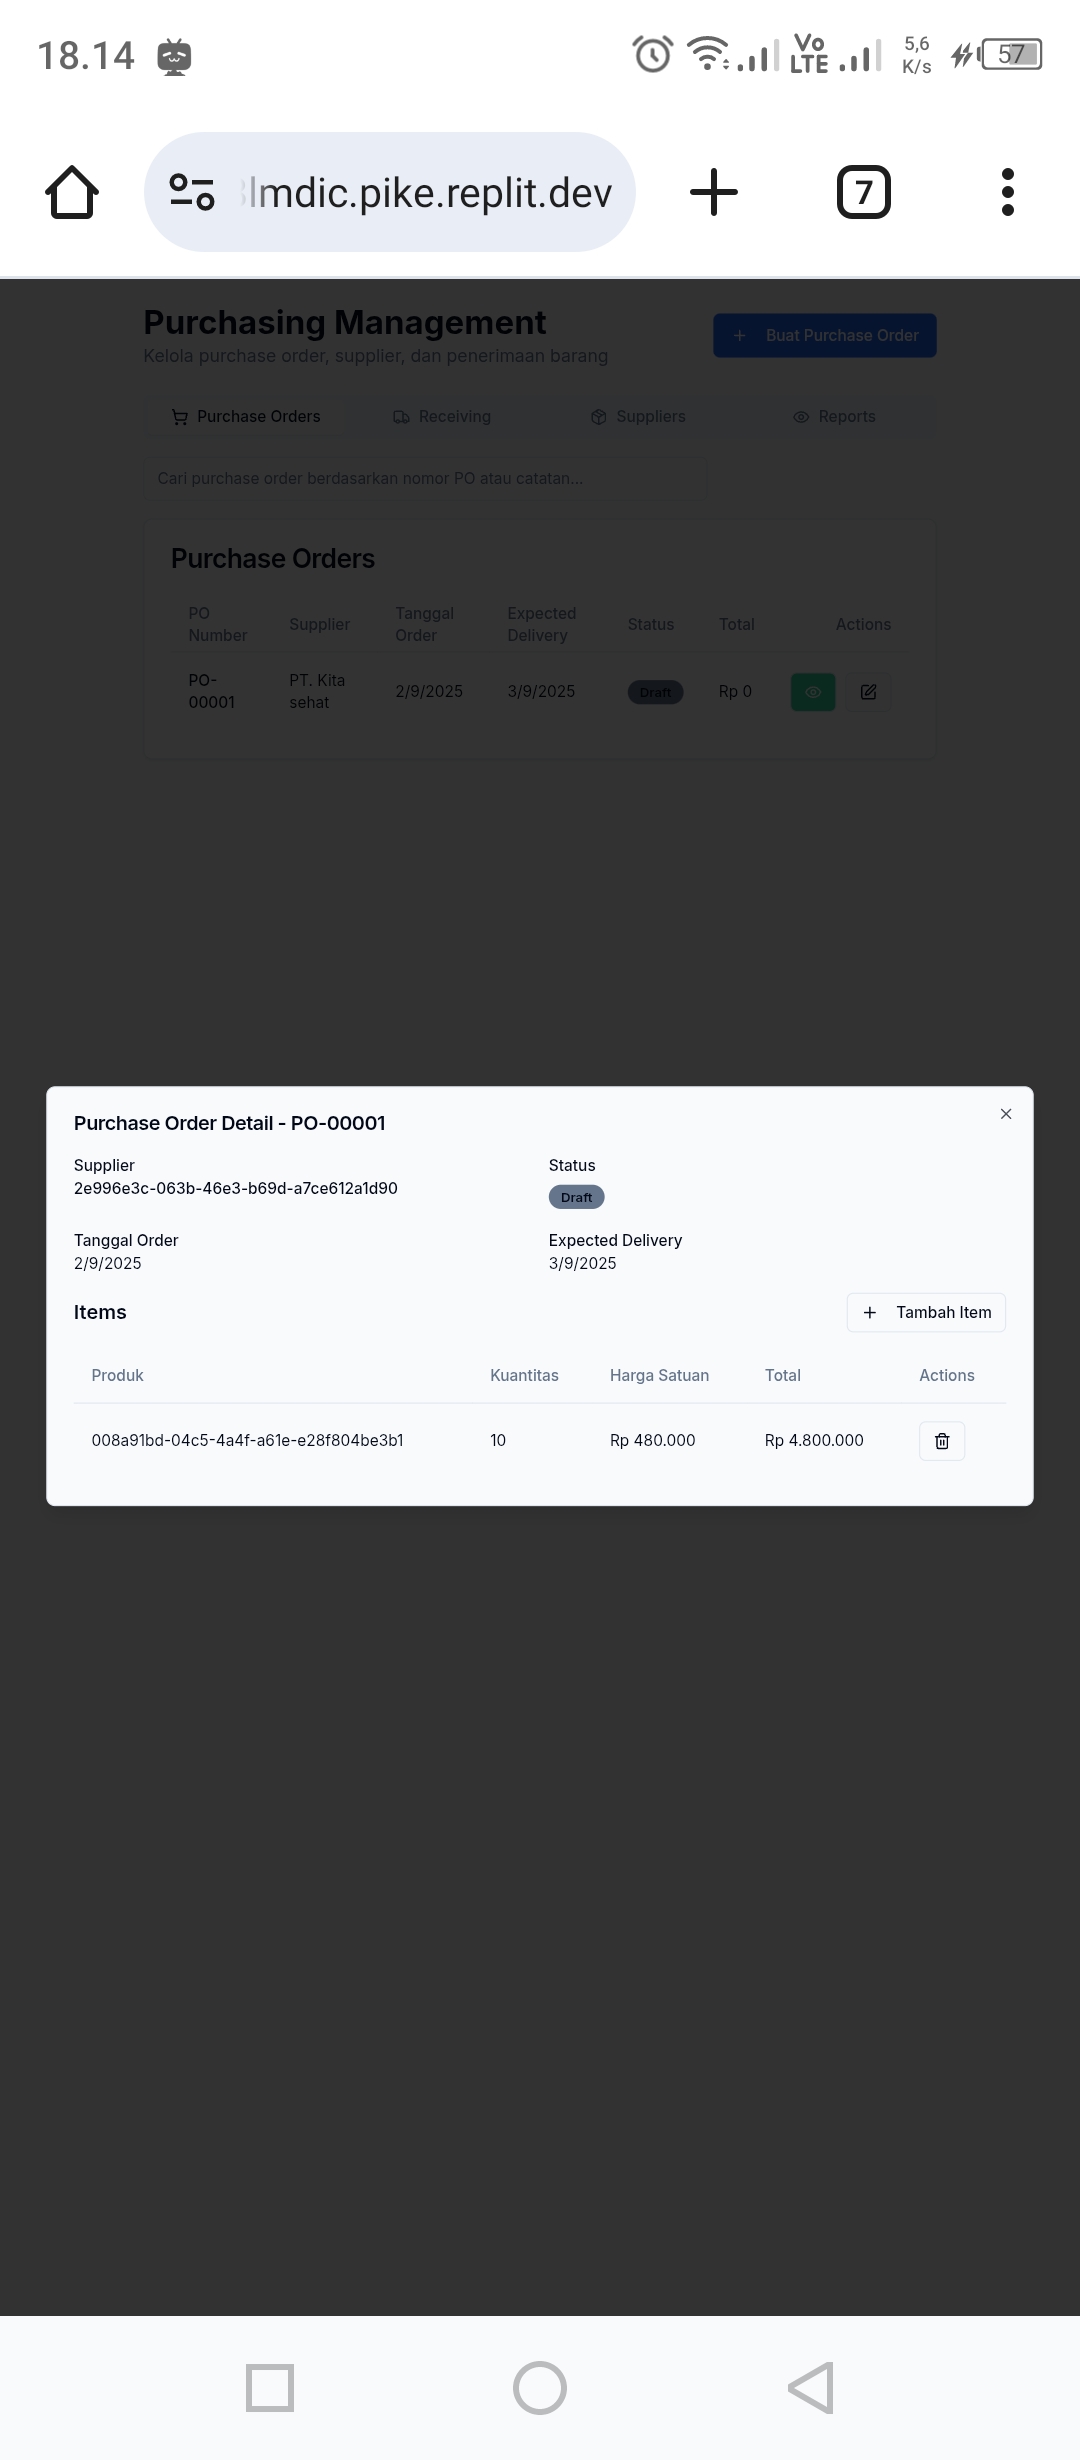 18.14
Vo
LTE
5,6
K/s
57
lmdic.pike.replit.dev
7
Purchasing Management
Kelola purchase order, supplier, dan penerimaan barang
Buat Purchase Order
Purchase Orders
Receiving
Suppliers
Reports
Cari purchase order berdasarkan nomor PO atau catatan...
Purchase Orders
PO
Number
Supplier
Tanggal
Order
Expected
Delivery
Status
Total
Actions
PO-
00001
PT. Kita
sehat
2/9/2025
3/9/2025
Draft
Rp 0
Purchase Order Detail - PO-00001
Supplier
2e996e3c-063b-46e3-b69d-a7ce612a1d90
Status
Draft
Tanggal Order
2/9/2025
Expected Delivery
3/9/2025
Items
Tambah Item
Produk
Kuantitas
Harga Satuan
Total
Actions
008a91bd-04c5-4a4f-a61e-e28f804be3b1
10
Rp 480.000
Rp 4.800.000